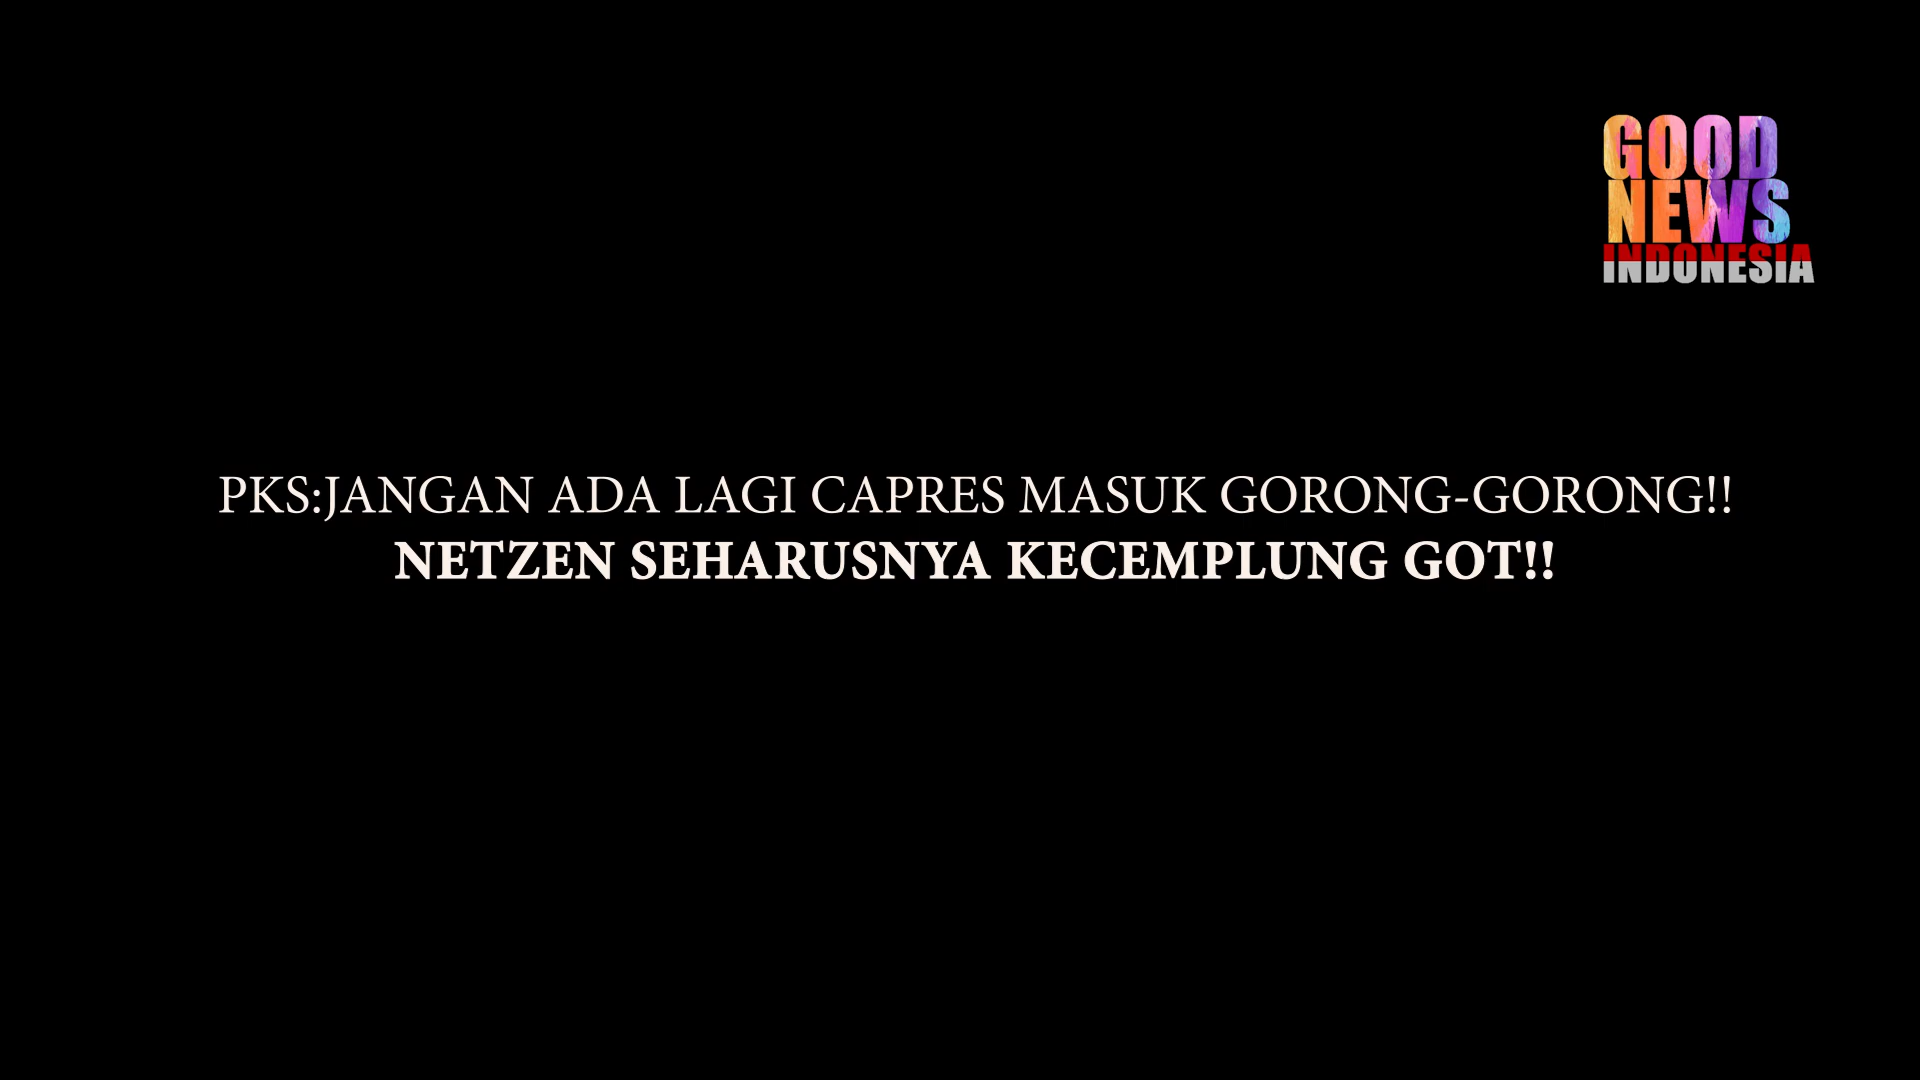 GOOD
NEWS
INDONESIA
PKS:JANGAN ADA LAGI CAPRES MASUK GORONG-GORONG!!
NETZEN SEHARUSNYA KECEMPLUNG GOT!!